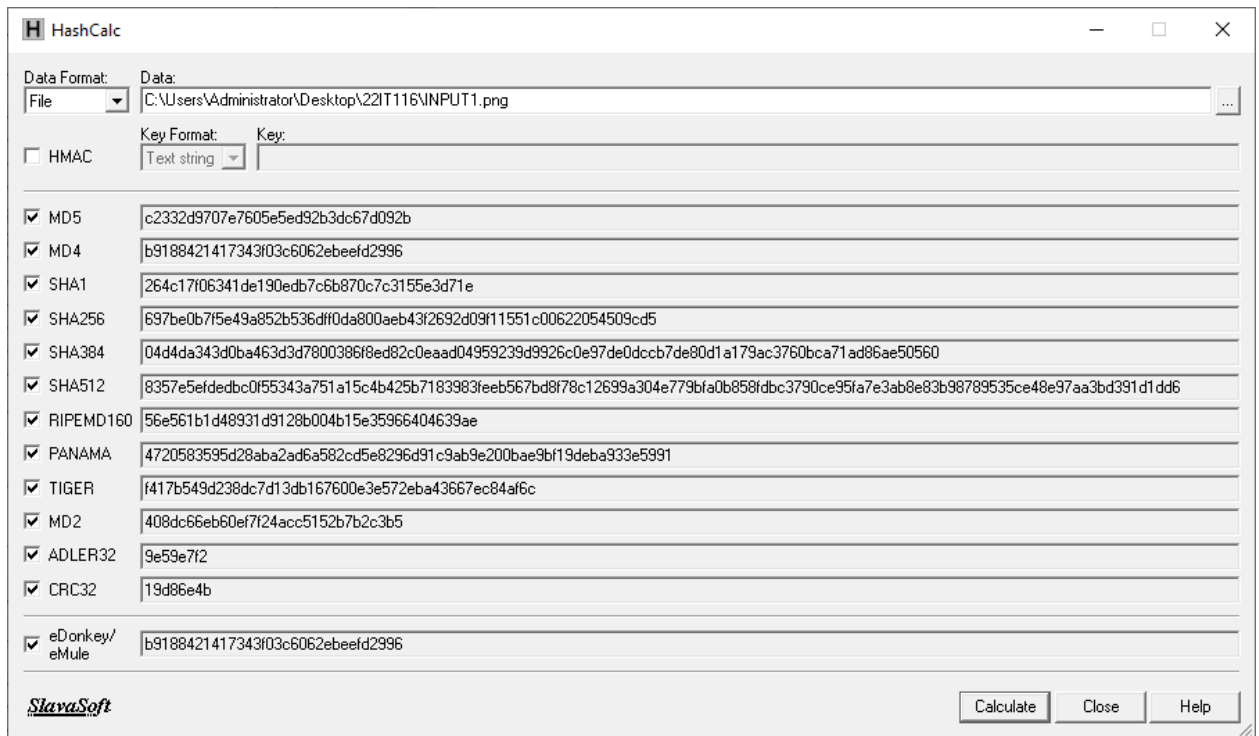 HashCalc
Data Format: Data:
File C:\Users\Administrator\Desktop\22IT116\INPUT1.png ...
Key Format: Key:
HMAC Text string
MD5 c2332d9707e7605e5ed92b3dc67d092b
MD4 b9188421417343f03c6062ebeefd2996
SHA1 264c17f06341de190edb7c6b870c7c3155e3d71e
SHA256 697be0b7f5e49a852b536dff0da800aeb43f2692d09f11551c00622054509cd5
SHA384 04d4da343d0ba463d3d7800386f8ed82c0eaad04959239d9926c0e97de0dccb7de80d1a179ac3760bca71ad86ae50560
SHA512 8357e5efdedbc0f55343a751a15c4b425b7183983feeb567bd8f78c12699a304e779bfa0b858fdbc3790ce95fa7e3ab8e83b98789535ce48e97aa3bd391d1dd6
RIPEMD160 56e561b1d48931d9128b004b15e35966404639ae
PANAMA 4720583595d28aba2ad6a582cd5e8296d91c9ab9e200bae9bf19deba933e5991
TIGER f417b549d238dc7d13db167600e3e572eba43667ec84af6c
MD2 408dc66eb60ef7f24acc5152b7b2c3b5
ADLER32 9e59e7f2
CRC32 19d86e4b
eDonkey/
eMule b9188421417343f03c6062ebeefd2996
SlavaSoft Calculate Close Help